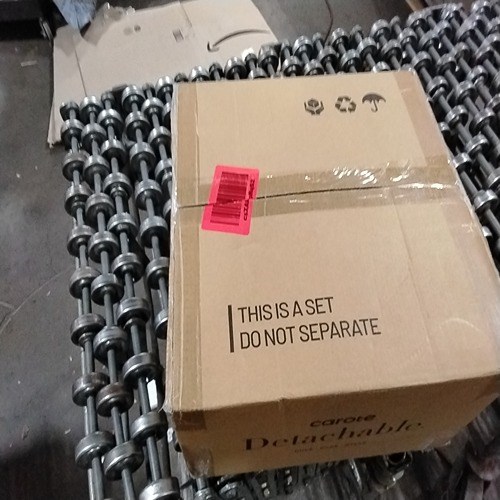 THIS IS A SET
DO NOT SEPARATE
carote
Detachable